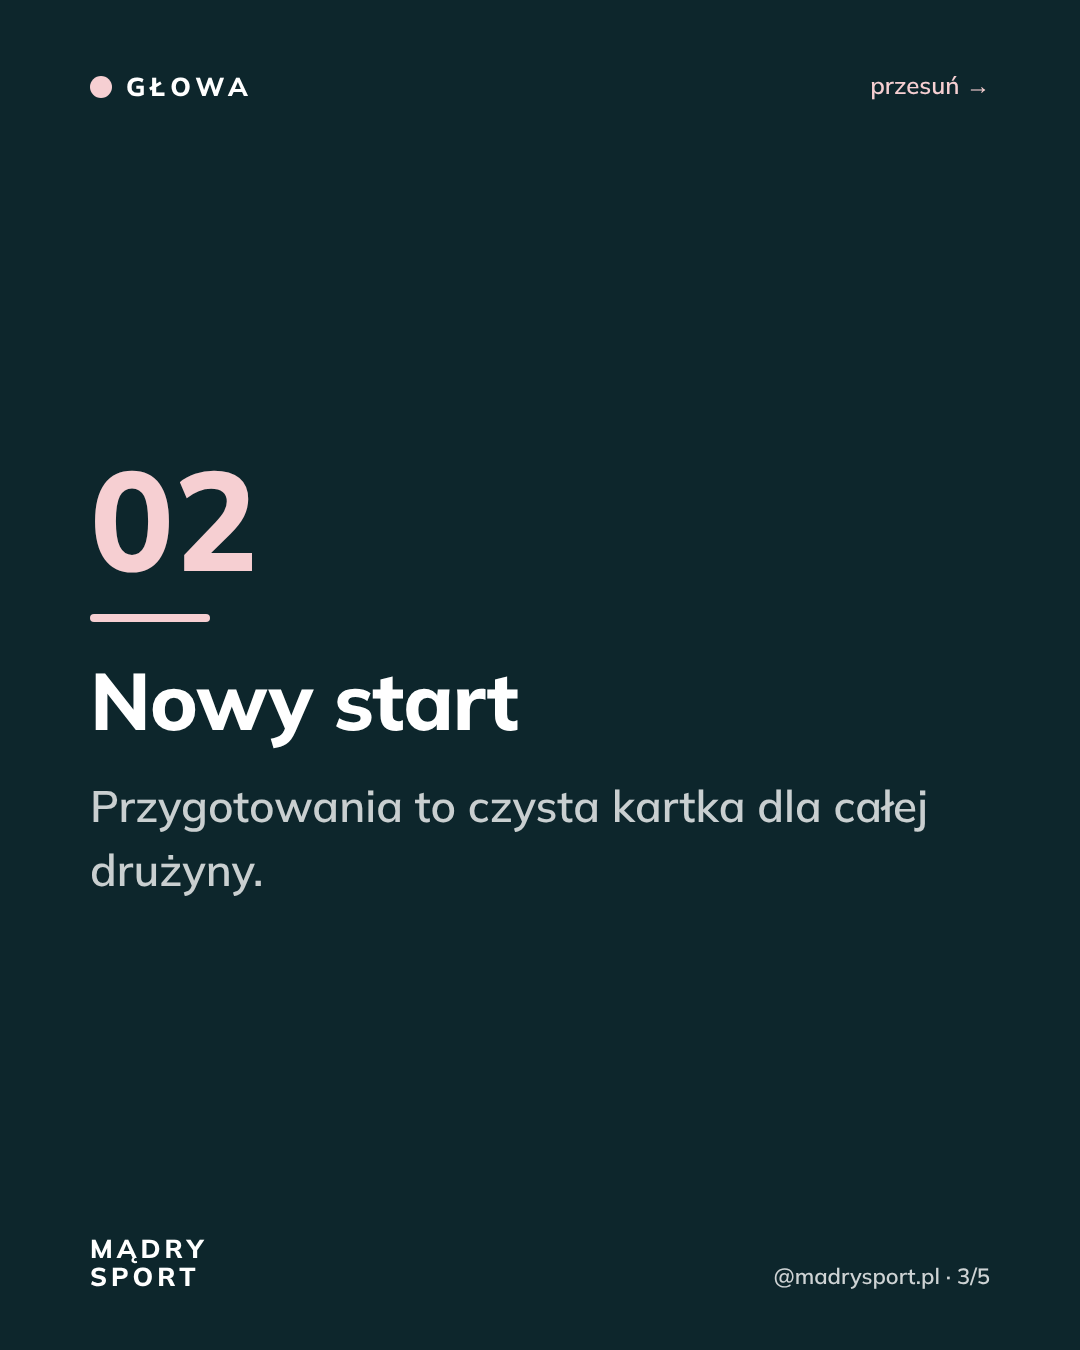 GŁOWA
przesuń →
02
Nowy start
Przygotowania to czysta kartka dla całej
drużyny.
MĄDRY
SPORT
@madrysport.pl · 3/5